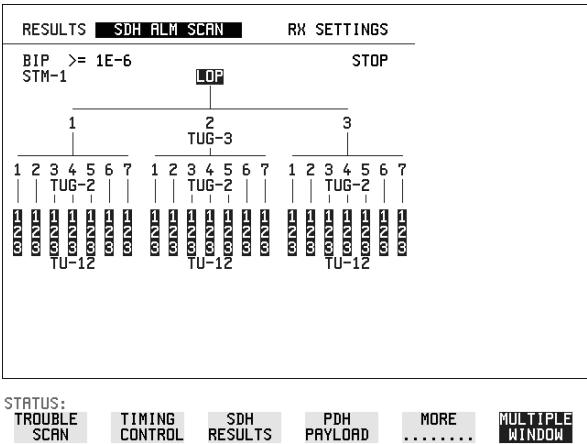 RESULTS SDH ALM SCAN RX SETTINGS
BIP >= 1E-6 STOP
STM-1 LOP
1 2 3
TUG-3
1 2 3 4 5 6 7 1 2 3 4 5 6 7 1 2 3 4 5 6 7
TUG-2 TUG-2 TUG-2
1 1 1 1 1 1 1 1 1 1 1 1 1 1 1 1 1 1 1 1 1
2 2 2 2 2 2 2 2 2 2 2 2 2 2 2 2 2 2 2 2 2
3 3 3 3 3 3 3 3 3 3 3 3 3 3 3 3 3 3 3 3 3
TU-12 TU-12 TU-12
STATUS:
TROUBLE TIMING SDH PDH MORE MULTIPLE
SCAN CONTROL RESULTS PAYLOAD ........ WINDOW